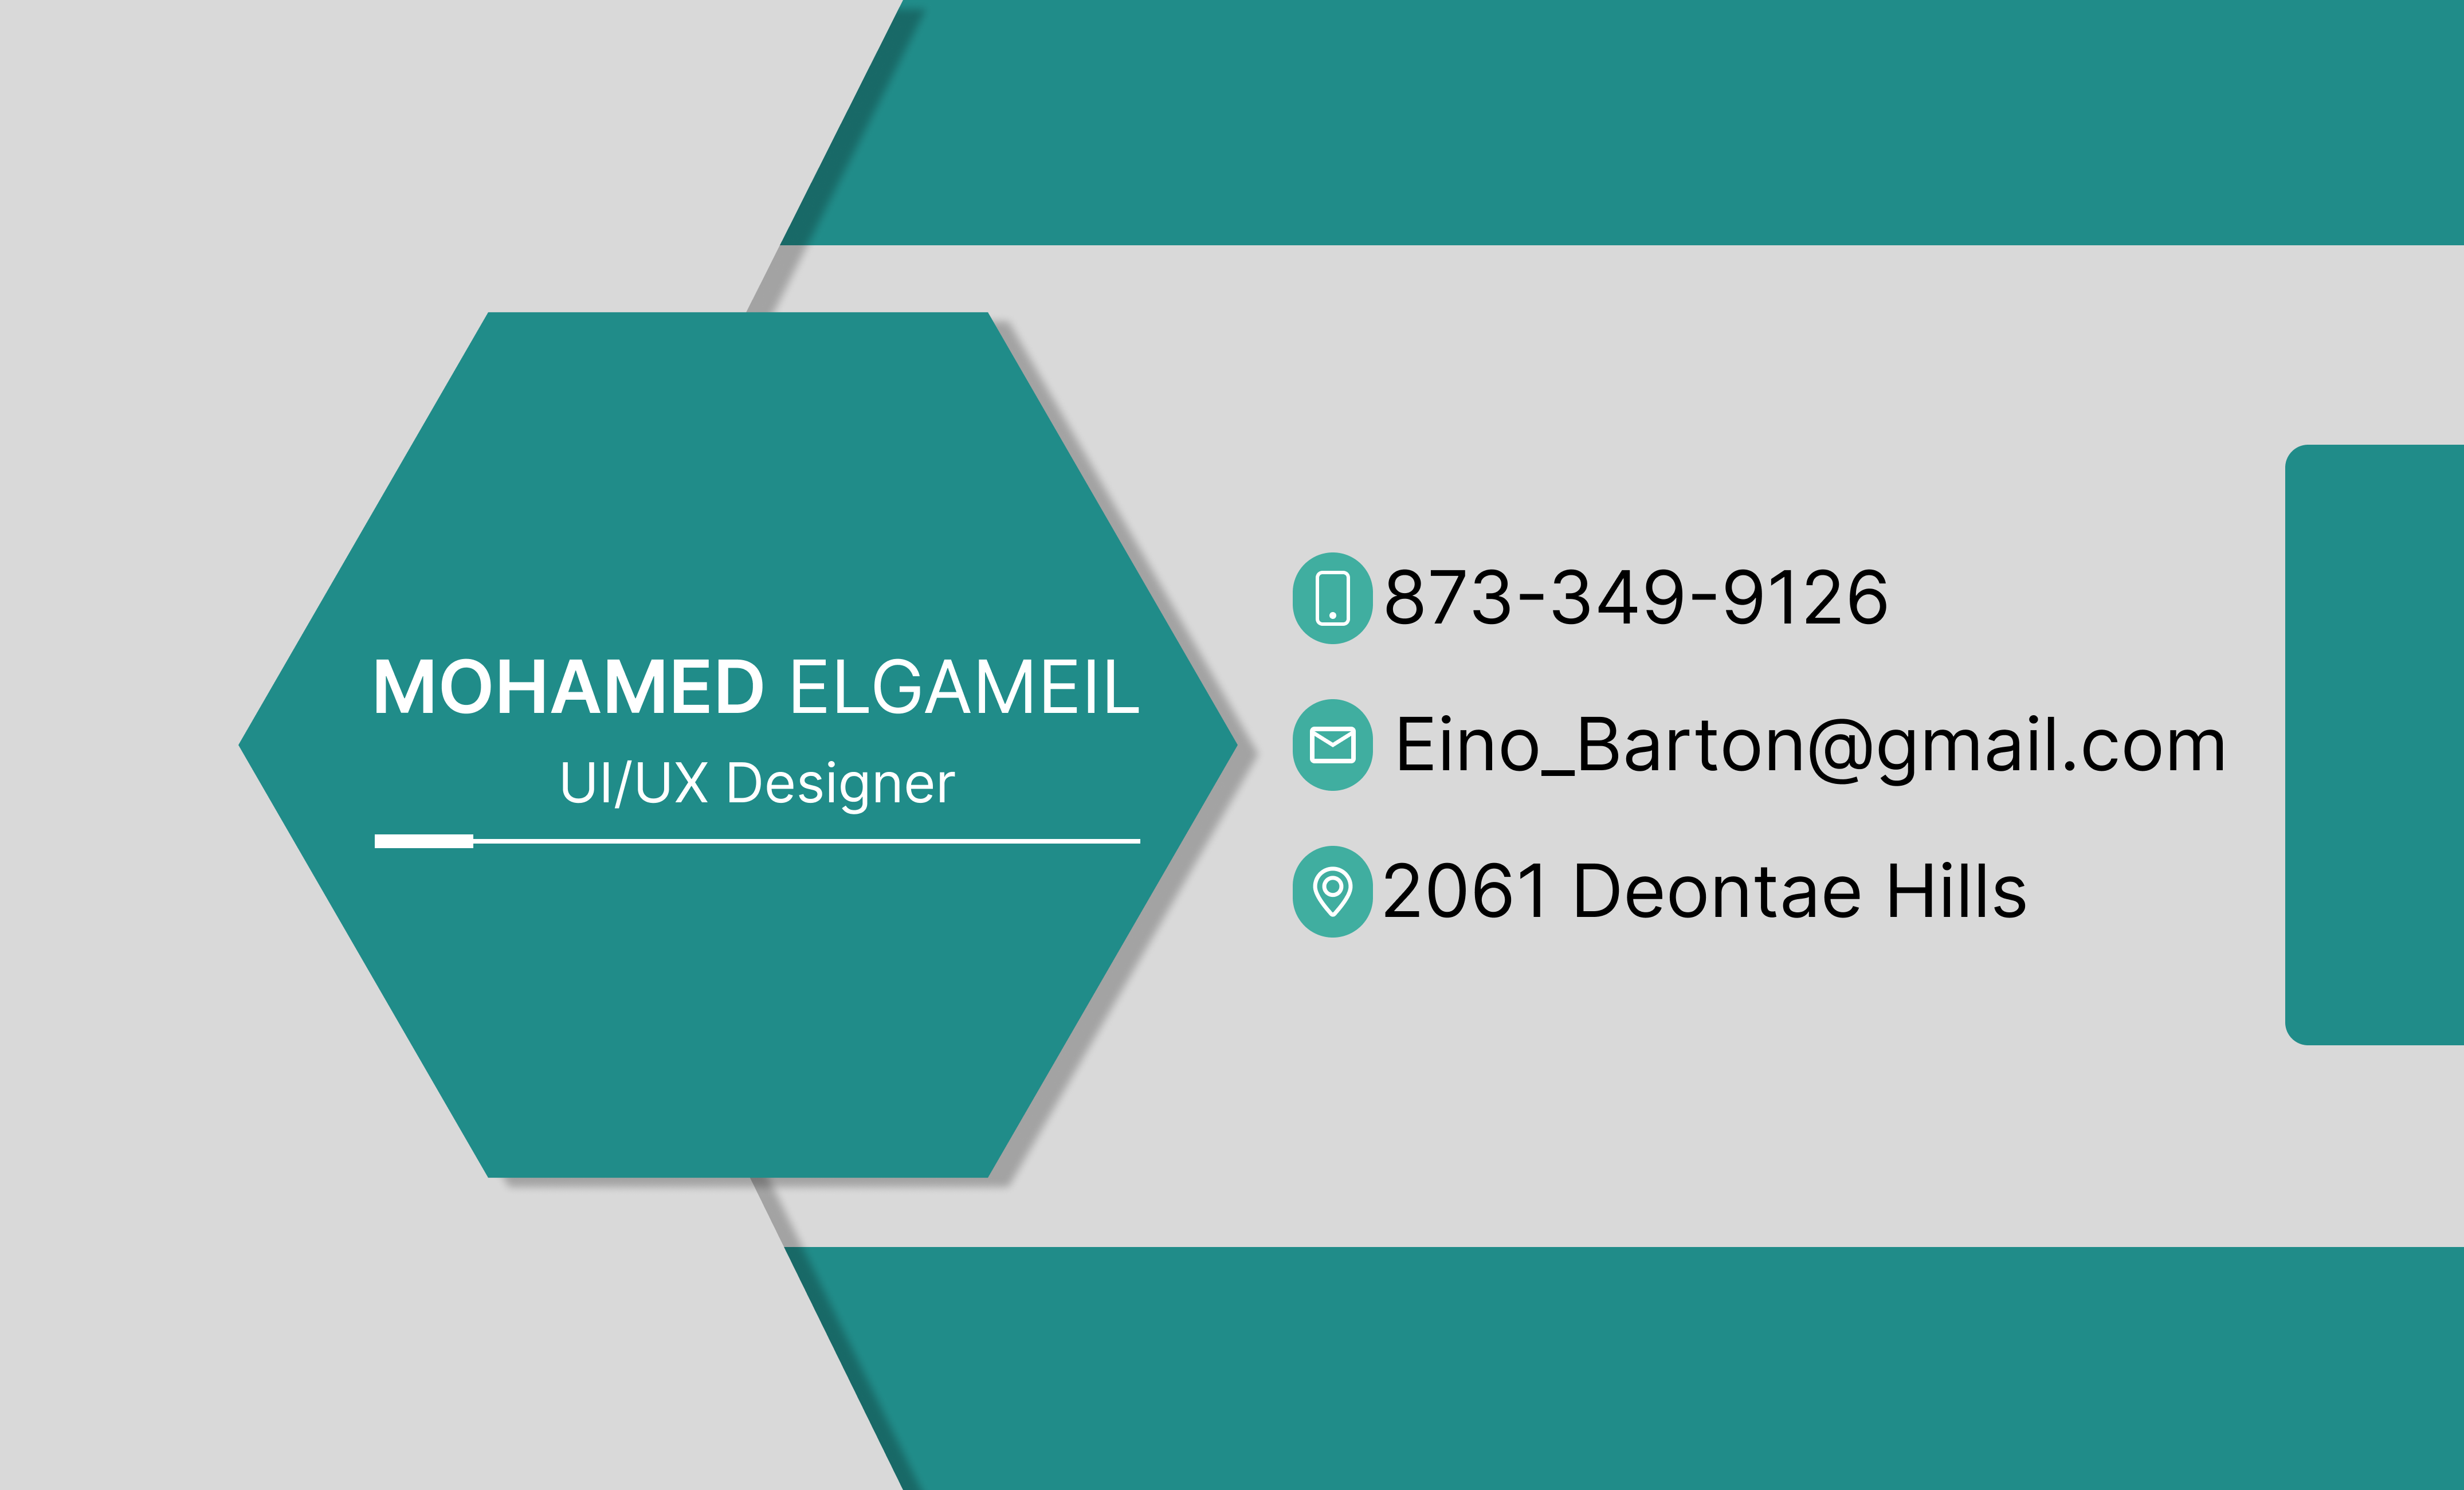 MOHAMED ELGAMEIL
UI/UX Designer
873-349-9126
Eino_Barton@gmail.com
2061 Deontae Hills